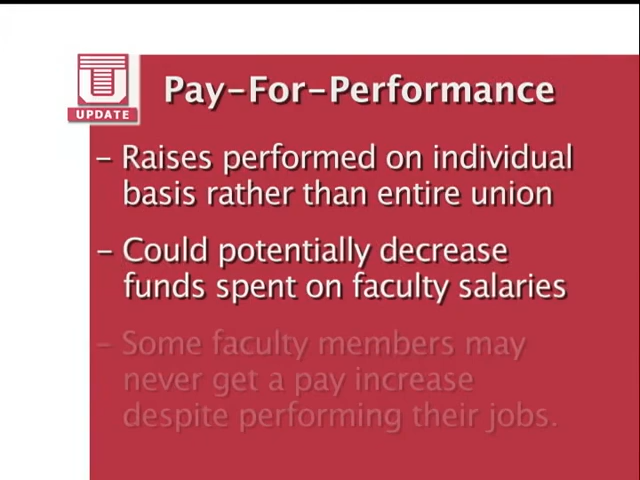 UPDATE
Pay-For-Performance
- Raises performed on individual
basis rather than entire union
- Could potentially decrease
funds spent on faculty salaries
- Some faculty members may
never get a pay increase
despite performing their jobs.